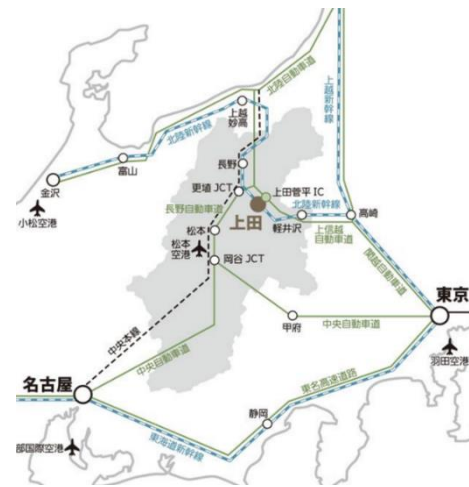 北陸自動車道
上越新幹線
上越
妙高
北陸新幹線
富山
金沢
小松空港
長野
更埴 JCT
上田菅平 IC
長野自動車道
上田
北陸新幹線
軽井沢
高崎
上信越
自動車道
関越自動車道
松本
松本
空港
岡谷 JCT
東京
中央本線
甲府
中央自動車道
中央自動車道
羽田空港
名古屋
東名高速道路
静岡
東海道新幹線
部国際空港